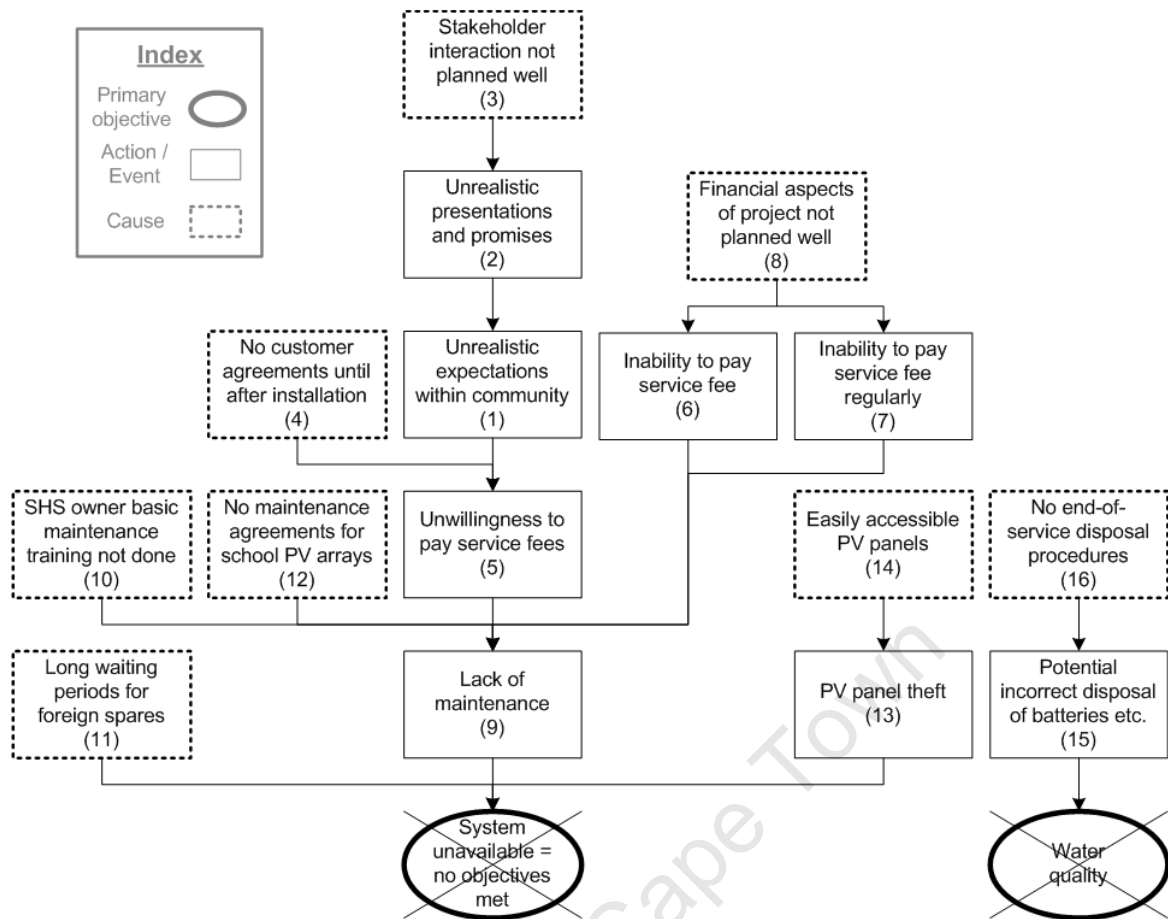 Index
Primary
objective
Action /
Event
Cause
Stakeholder
interaction not
planned well
(3)
Unrealistic
presentations
and promises
(2)
Financial aspects
of project not
planned well
(8)
No customer
agreements until
after installation
(4)
Unrealistic
expectations
within community
(1)
Inability to pay
service fee
(6)
Inability to pay
service fee
regularly
(7)
SHS owner basic
maintenance
training not done
(10)
No maintenance
agreements for
school PV arrays
(12)
Unwillingness to
pay service fees
(5)
Easily accessible
PV panels
(14)
No end-of-
service disposal
procedures
(16)
Long waiting
periods for
foreign spares
(11)
Lack of
maintenance
(9)
PV panel theft
(13)
Potential
incorrect disposal
of batteries etc.
(15)
System
unavailable =
no objectives
met
Water
quality
Cape Town